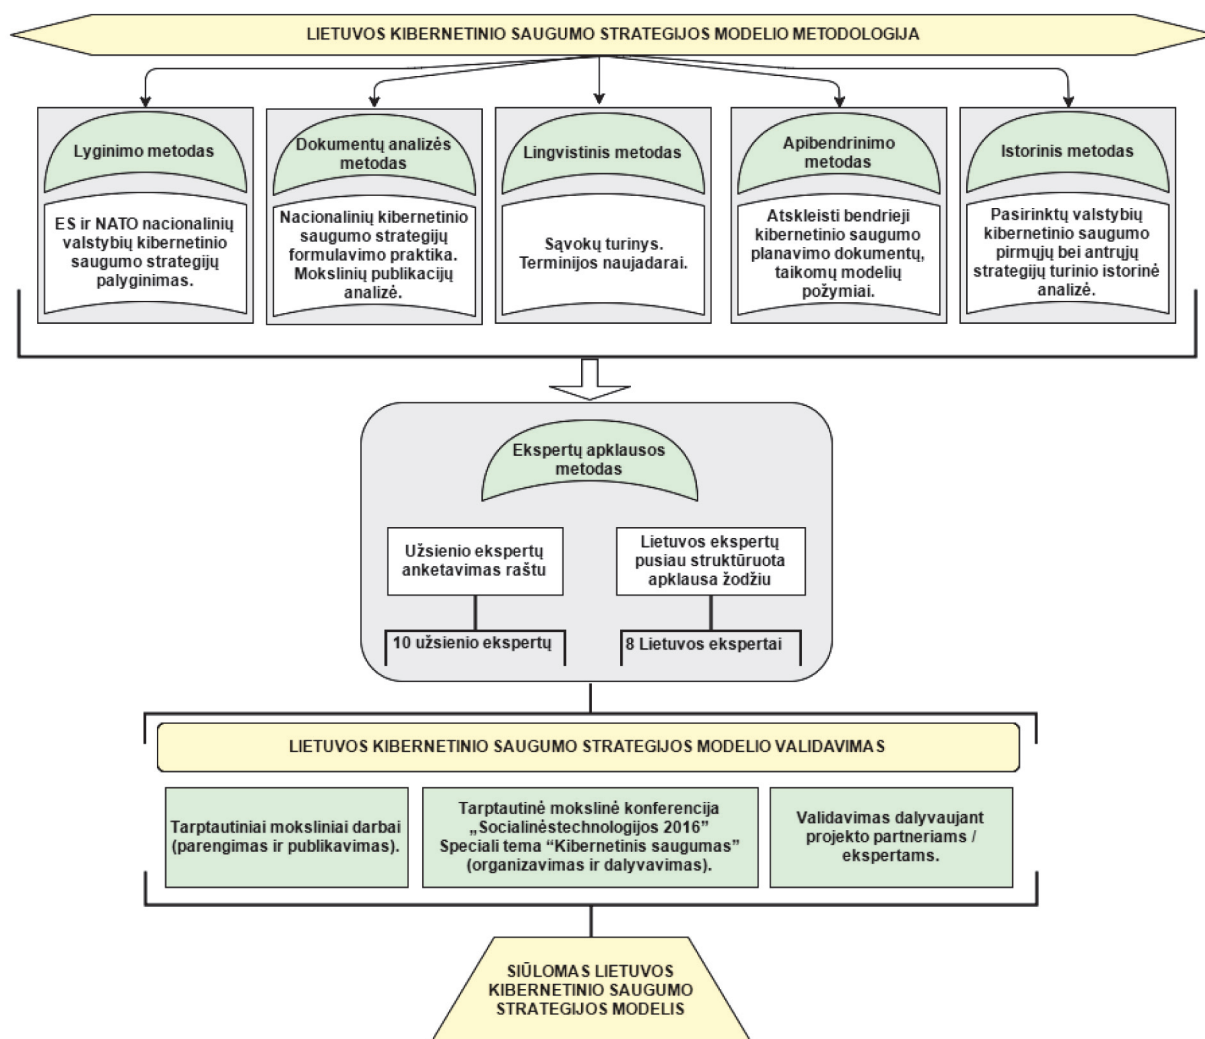 LIETUVOS KIBERNETINIO SAUGUMO STRATEGIJOS MODELIO METODOLOGIJA
Lyginimo metodas
ES ir NATO nacionalinių
valstybių kibernetinio
saugumo strategijų
palyginimas.
Dokumentų analizės
metodas
Nacionalinių kibernetinio
saugumo strategijų
formulavimo praktika.
Mokslinių publikacijų
analizė.
Lingvistinis metodas
Sąvokų turinys.
Terminijos naujadarai.
Apibendrinimo
metodas
Atskleisti bendrieji
kibernetinio saugumo
planavimo dokumentų,
taikomų modelių
požymiai.
Istorinis metodas
Pasirinktų valstybių
kibernetinio saugumo
pirmųjų bei antrųjų
strategijų turinio istorinė
analizė.
Ekspertų apklausos
metodas
Užsienio ekspertų
anketavimas raštu
10 užsienio ekspertų
Lietuvos ekspertų
pusiau struktūruota
apklausa žodžiu
8 Lietuvos ekspertai
LIETUVOS KIBERNETINIO SAUGUMO STRATEGIJOS MODELIO VALIDAVIMAS
Tarptautiniai moksliniai darbai
(parengimas ir publikavimas).
Tarptautinė mokslinė konferencija
„Socialinėstechnologijos 2016”
Speciali tema “Kibernetinis saugumas”
(organizavimas ir dalyvavimas).
Validavimas dalyvaujant
projekto partneriams /
ekspertams.
SIŪLOMAS LIETUVOS
KIBERNETINIO SAUGUMO
STRATEGIJOS MODELIS